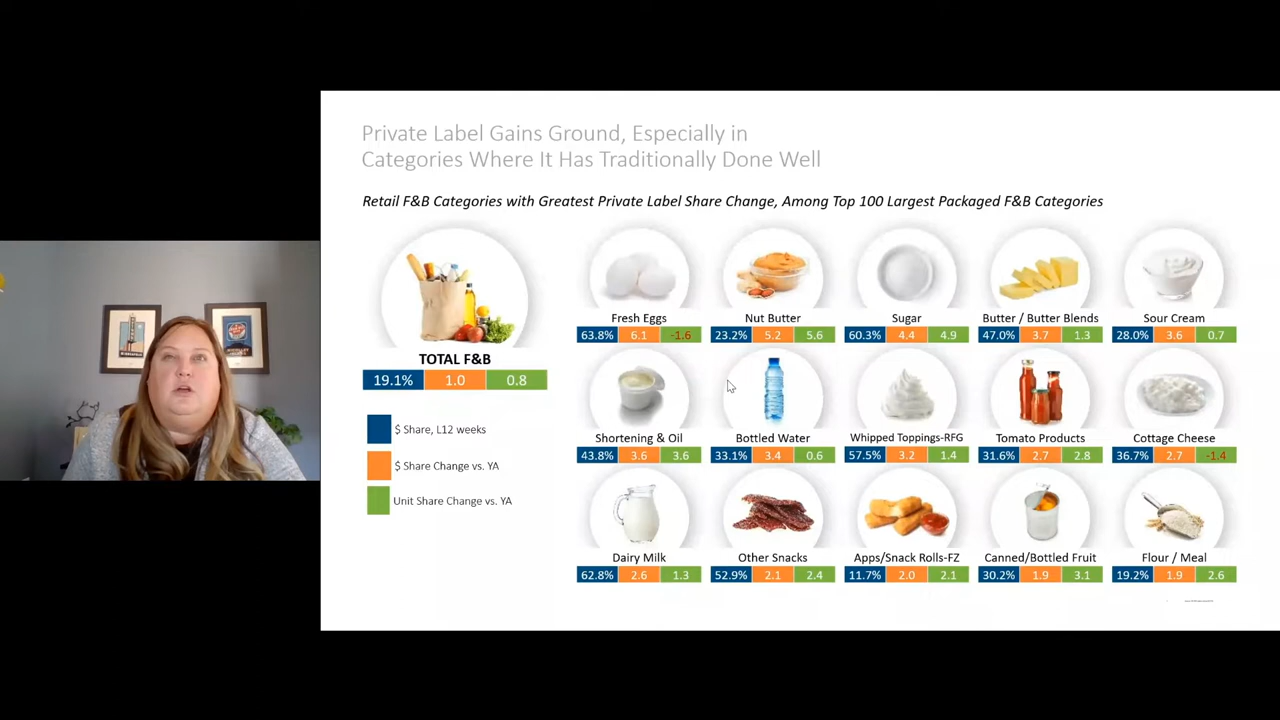 Private Label Gains Ground, Especially in
Categories Where It Has Traditionally Done Well
Retail F&B Categories with Greatest Private Label Share Change, Among Top 100 Largest Packaged F&B Categories
TOTAL F&B
19.1% 1.0 0.8
$ Share, L12 weeks
$ Share Change vs. YA
Unit Share Change vs. YA
Fresh Eggs
63.8% 6.1 -1.6
Nut Butter
23.2% 5.2 5.6
Sugar
60.3% 4.4 4.9
Butter / Butter Blends
47.0% 3.7 1.3
Sour Cream
28.0% 3.6 0.7
Shortening & Oil
43.8% 3.6 3.6
Bottled Water
33.1% 3.4 0.6
Whipped Toppings-RFG
57.5% 3.2 1.4
Tomato Products
31.6% 2.7 2.8
Cottage Cheese
36.7% 2.7 -1.4
Dairy Milk
62.8% 2.6 1.3
Other Snacks
52.9% 2.1 2.4
Apps/Snack Rolls-FZ
11.7% 2.0 2.1
Canned/Bottled Fruit
30.2% 1.9 3.1
Flour / Meal
19.2% 1.9 2.6